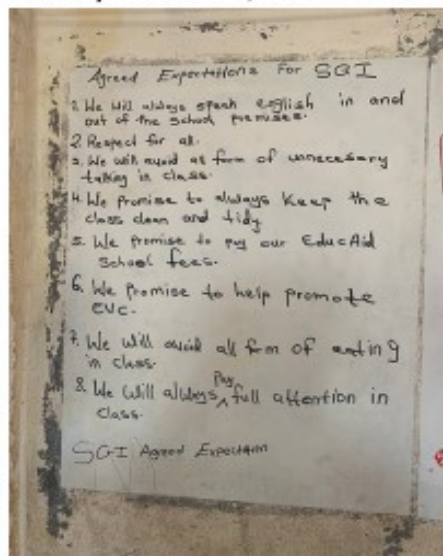 Agreed Expectations For SGI
1. We will always speak english in and
out of the school premises.
2. Respect for all.
3. We will avoid all form of unnecesary
talking in class.
4. We promise to always keep the
class clean and tidy
5. We promise to pay our EducAid
School fees.
6. We promise to help promote
EVC.
7. We will avoid all form of eating
in class.
8. We will always pay full attention in
class.
SGI Agreed Expectation